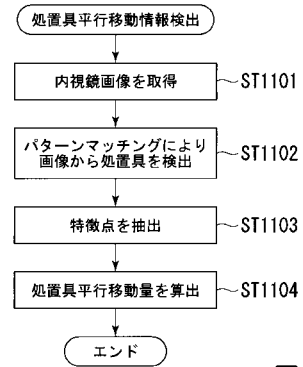 処置具平行移動情報検出
内視鏡画像を取得 ST1101
パターンマッチングにより
画像から処置具を検出 ST1102
特徴点を抽出 ST1103
処置具平行移動量を算出 ST1104
エンド